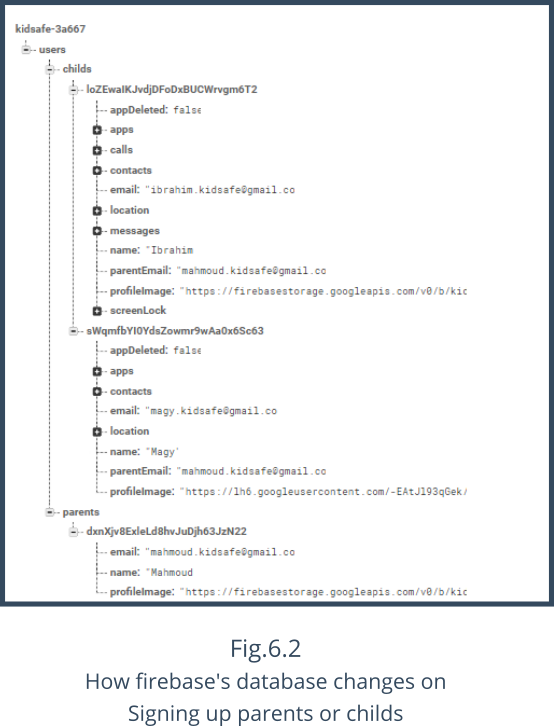 kidsafe-3a667
users
childs
loZEwaIKJvdjDFoDxBUCWrvgm6T2
appDeleted: false
apps
calls
contacts
email: "ibrahim.kidsafe@gmail.co
location
messages
name: "Ibrahim
parentEmail: "mahmoud.kidsafe@gmail.co
profileImage: "https://firebasestorage.googleapis.com/v0/b/kid
screenLock
sWqmfbYI0YdsZowmr9wAa0x6Sc63
appDeleted: false
apps
contacts
email: "magy.kidsafe@gmail.co
location
name: "Magy"
parentEmail: "mahmoud.kidsafe@gmail.co
profileImage: "https://lh6.googleusercontent.com/-EAtJl93qGek/
parents
dxnXjv8ExleLd8hvJuDjh63JzN22
email: "mahmoud.kidsafe@gmail.co
name: "Mahmoud
profileImage: "https://firebasestorage.googleapis.com/v0/b/kid
Fig.6.2
How firebase's database changes on
Signing up parents or childs